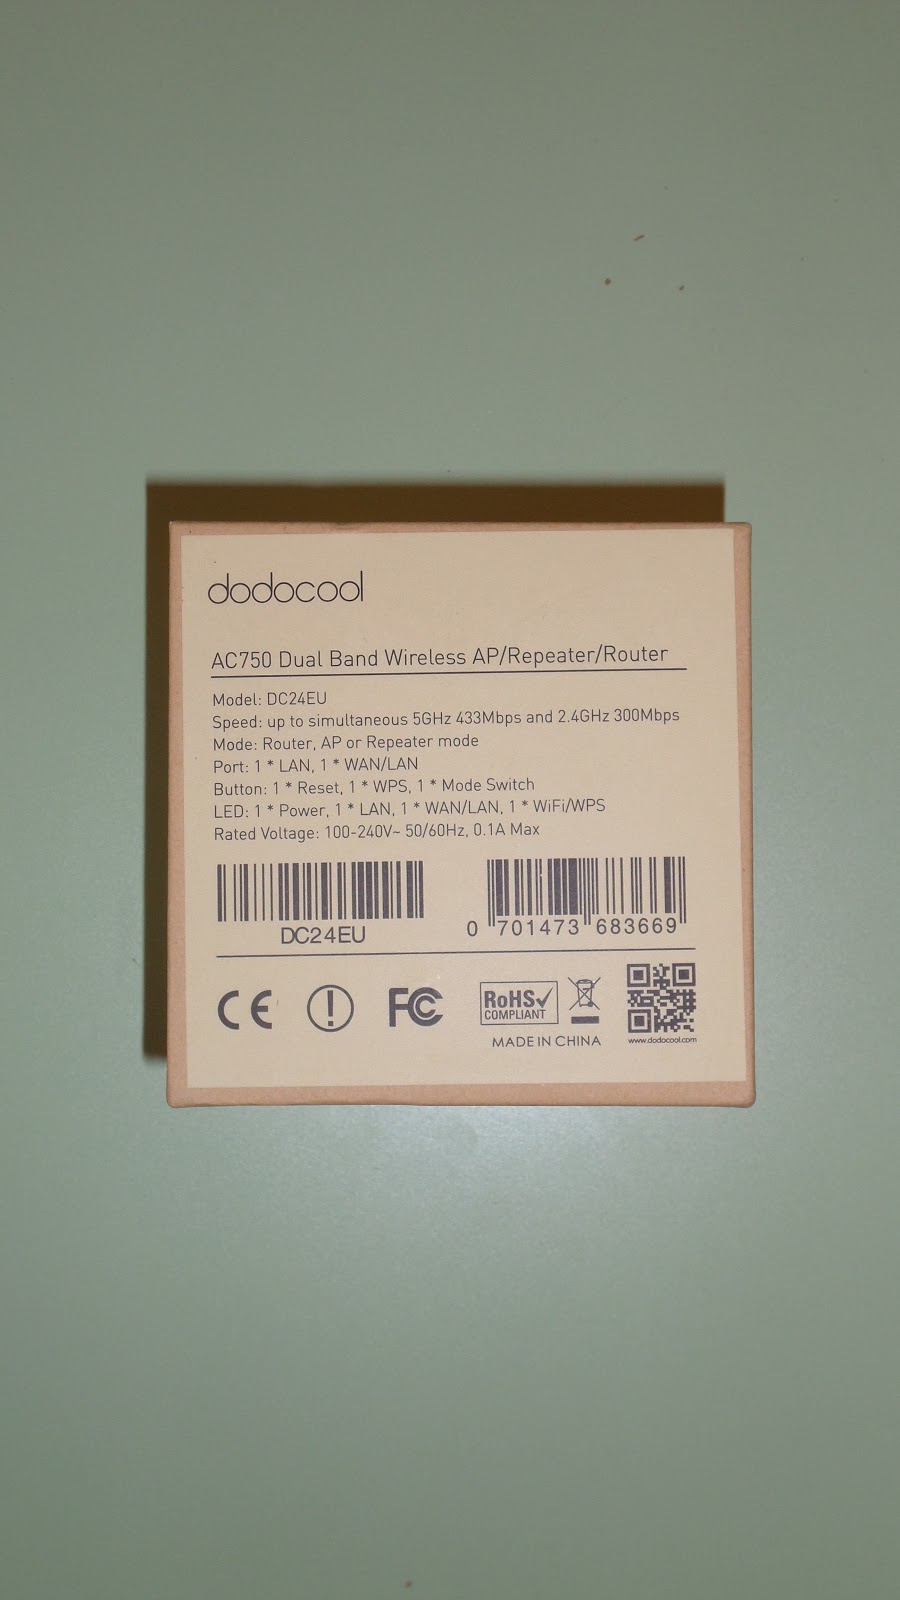 dodocool
AC750 Dual Band Wireless AP/Repeater/Router
Model: DC24EU
Speed: up to simultaneous 5GHz 433Mbps and 2.4GHz 300Mbps
Mode: Router, AP or Repeater mode
Port: 1 * LAN, 1 * WAN/LAN
Button: 1 * Reset, 1 * WPS, 1 * Mode Switch
LED: 1 * Power, 1 * LAN, 1 * WAN/LAN, 1 * WiFi/WPS
Rated Voltage: 100-240V~ 50/60Hz, 0.1A Max
DC24EU
0 701473 683669
CE
FC
RoHS
COMPLIANT
MADE IN CHINA
www.dodocool.com